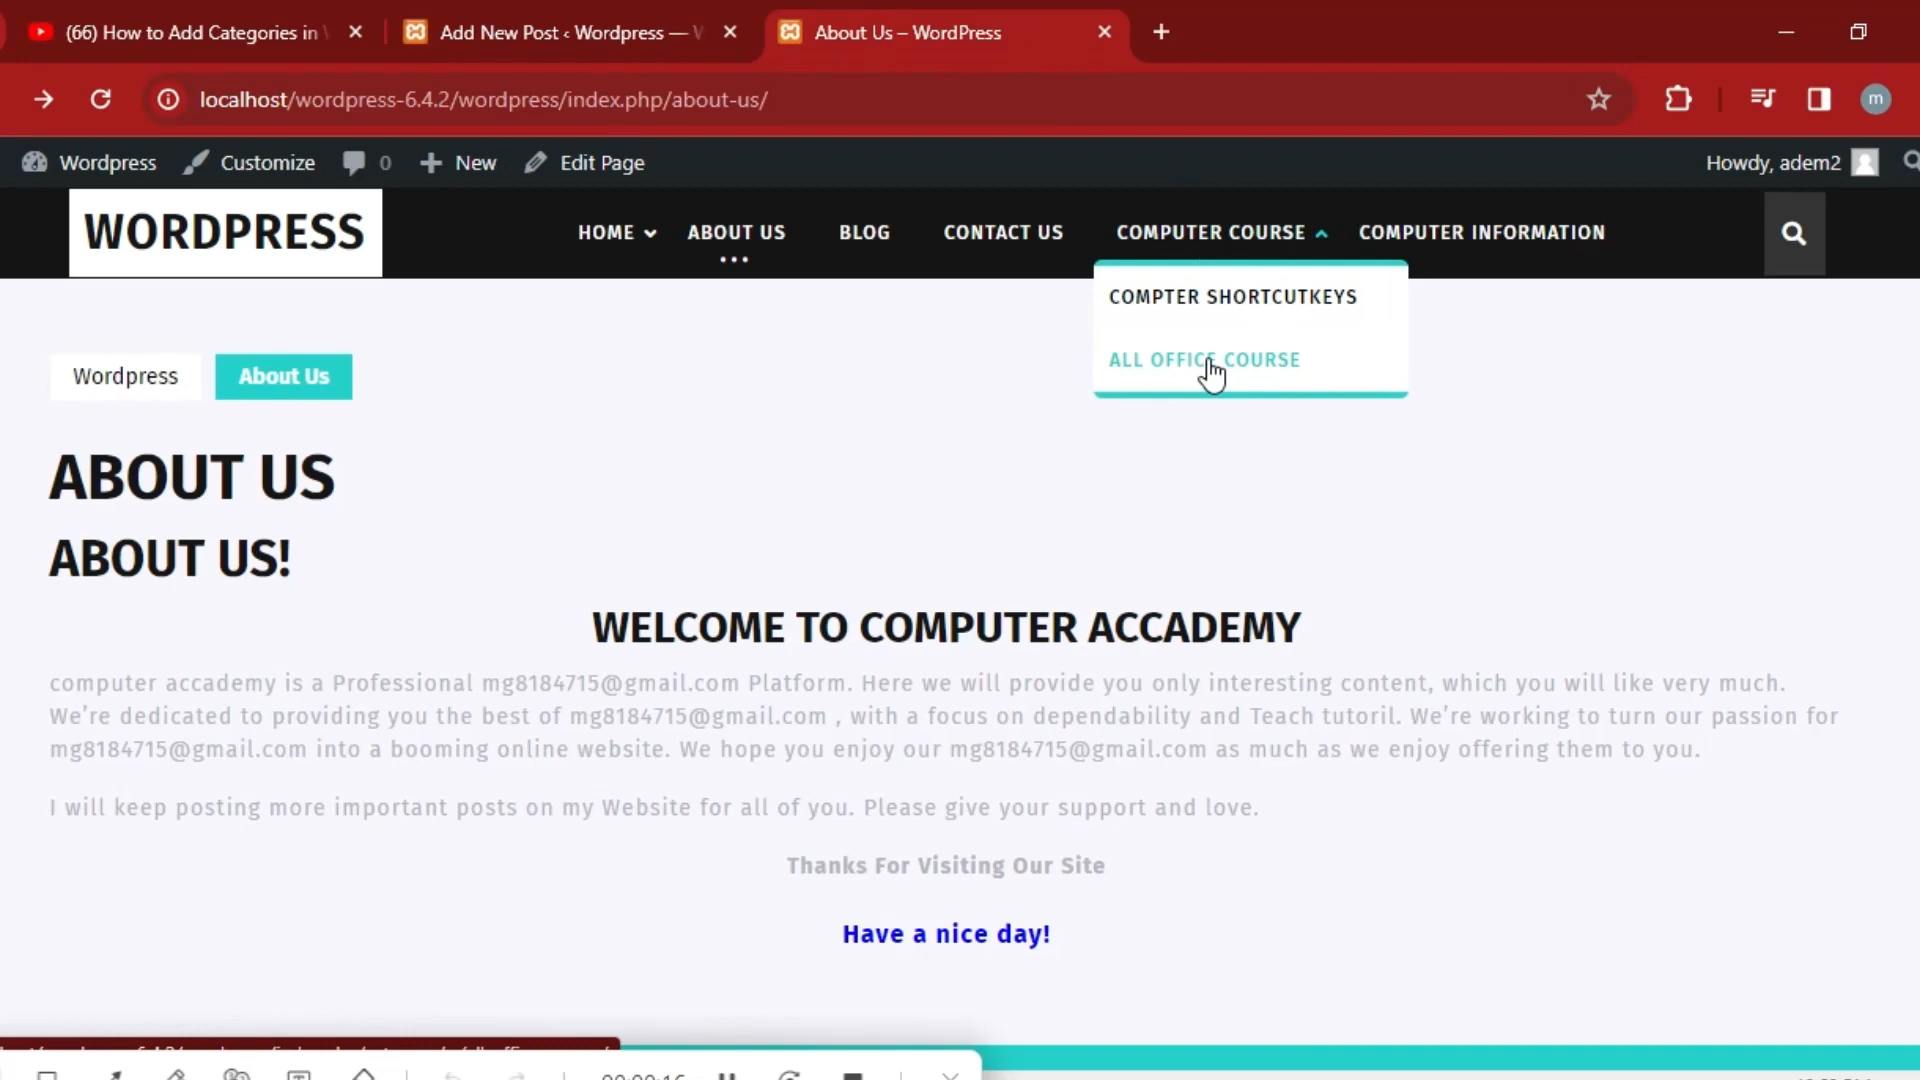 (66) How to Add Categories in
Add New Post ‹ Wordpress —
About Us – WordPress
localhost/wordpress-6.4.2/wordpress/index.php/about-us/
m
Wordpress
Customize
0
New
Edit Page
Howdy, adem2
WORDPRESS
HOME
ABOUT US
BLOG
CONTACT US
COMPUTER COURSE
COMPUTER INFORMATION
COMPTER SHORTCUTKEYS
ALL OFFICE COURSE
Wordpress
About Us
ABOUT US
ABOUT US!
WELCOME TO COMPUTER ACCADEMY
computer accademy is a Professional mg8184715@gmail.com Platform. Here we will provide you only interesting content, which you will like very much.
We're dedicated to providing you the best of mg8184715@gmail.com , with a focus on dependability and Teach tutoril. We're working to turn our passion for
mg8184715@gmail.com into a booming online website. We hope you enjoy our mg8184715@gmail.com as much as we enjoy offering them to you.
I will keep posting more important posts on my Website for all of you. Please give your support and love.
Thanks For Visiting Our Site
Have a nice day!